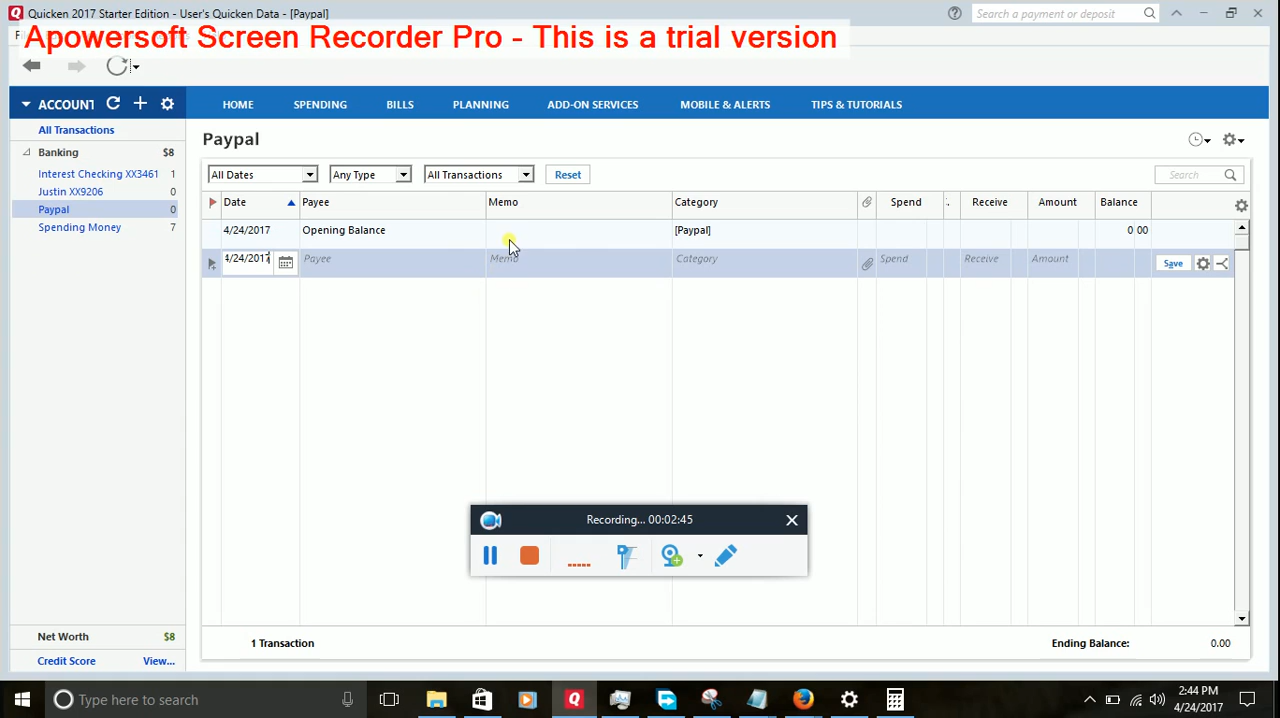 Quicken 2017 Starter Edition - User's Quicken Data - [Paypal]
Search a payment or deposit
Apowersoft Screen Recorder Pro - This is a trial version
ACCOUNT
HOME SPENDING BILLS PLANNING ADD-ON SERVICES MOBILE & ALERTS TIPS & TUTORIALS
All Transactions
Banking $8
Interest Checking XX3461 1
Justin XX9206 0
Paypal 0
Spending Money 7
Net Worth $8
Credit Score View...
Paypal
All Dates Any Type All Transactions Reset Search
Date Payee Memo Category Spend .. Receive Amount Balance
4/24/2017 Opening Balance [Paypal] 0 00
4/24/2017 Payee Memo Category Spend Receive Amount Save
Recording... 00:02:45
1 Transaction Ending Balance: 0.00
Type here to search
2:44 PM
4/24/2017